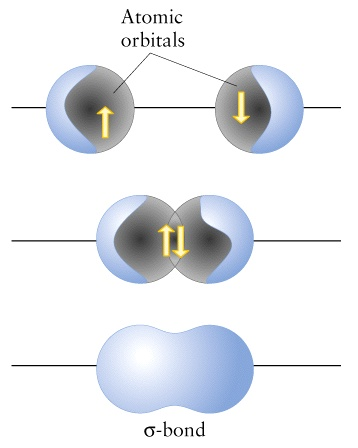 Atomic
orbitals
σ-bond